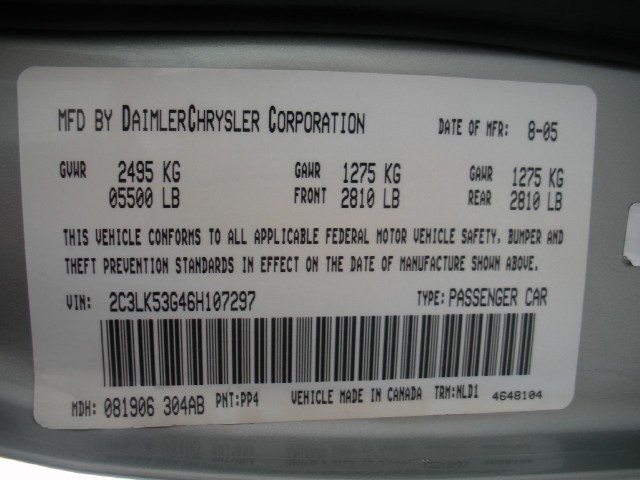 MFD BY DAIMLERCHRYSLER CORPORATION DATE OF MFR: 8-05
GVWR 2495 KG GAWR 1275 KG GAWR 1275 KG
05500 LB FRONT 2810 LB REAR 2810 LB
THIS VEHICLE CONFORMS TO ALL APPLICABLE FEDERAL MOTOR VEHICLE SAFETY, BUMPER AND
THEFT PREVENTION STANDARDS IN EFFECT ON THE DATE OF MANUFACTURE SHOWN ABOVE.
VIN: 2C3LK53G46H107297 TYPE: PASSENGER CAR
MDH: 081906 304AB PNT:PP4 VEHICLE MADE IN CANADA TRM:NLD1 4648104